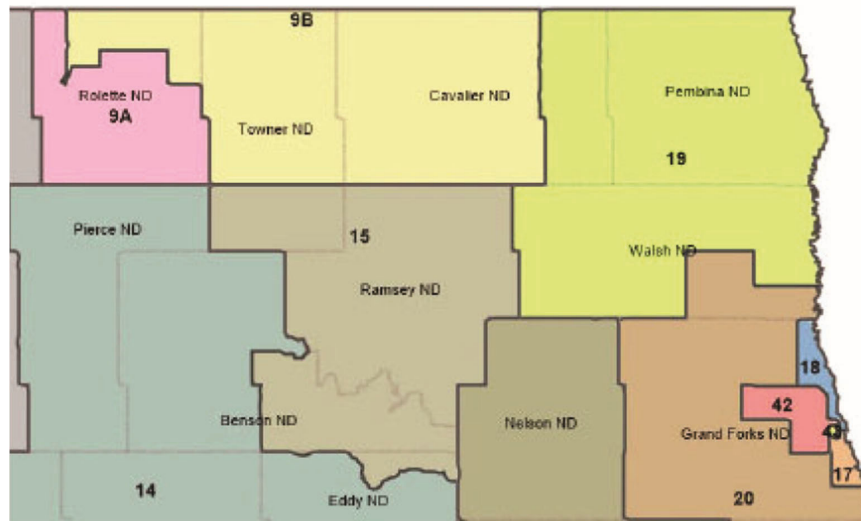 9B
Rolette ND
Cavalier ND
Pembina ND
9A
Towner ND
19
Pierce ND
15
Walsh ND
Ramsey ND
18
42
Benson ND
Nelson ND
Grand Forks ND
17
14
Eddy ND
20